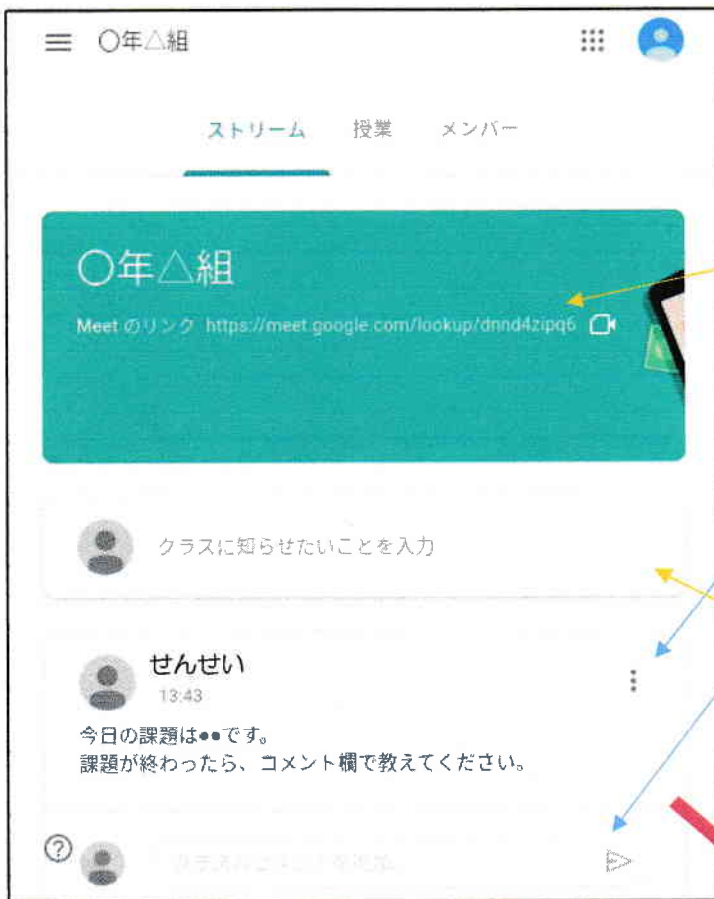 〇年△組
ストリーム 授業 メンバー
〇年△組
Meet のリンク https://meet.google.com/lookup/dnnd4zipq6
クラスに知らせたいことを入力
せんせい
13:43
今日の課題は●●です。
課題が終わったら、コメント欄で教えてください。